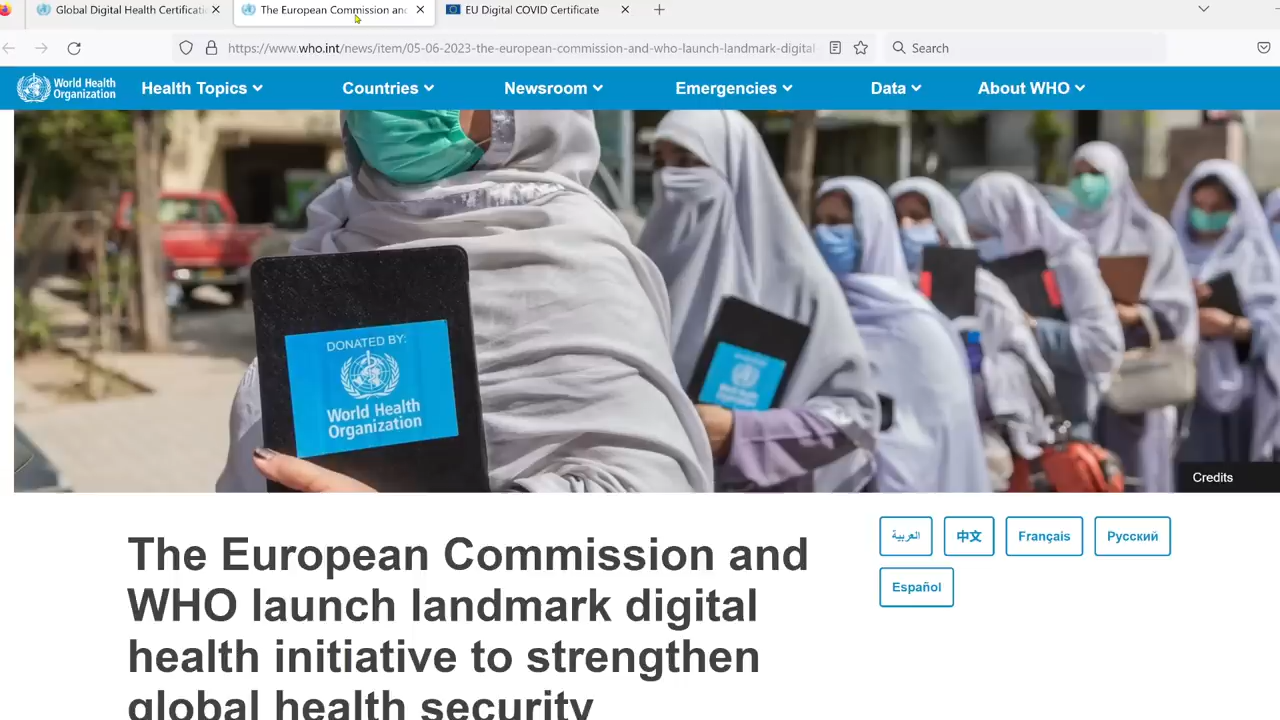 Global Digital Health Certificati
The European Commission and
EU Digital COVID Certificate
https://www.who.int/news/item/05-06-2023-the-european-commission-and-who-launch-landmark-digital
Search
World Health
Organization
Health Topics
Countries
Newsroom
Emergencies
Data
About WHO
DONATED BY:
World Health
Organization
Credits
The European Commission and
WHO launch landmark digital
health initiative to strengthen
global health security
العربية
中文
Français
Русский
Español